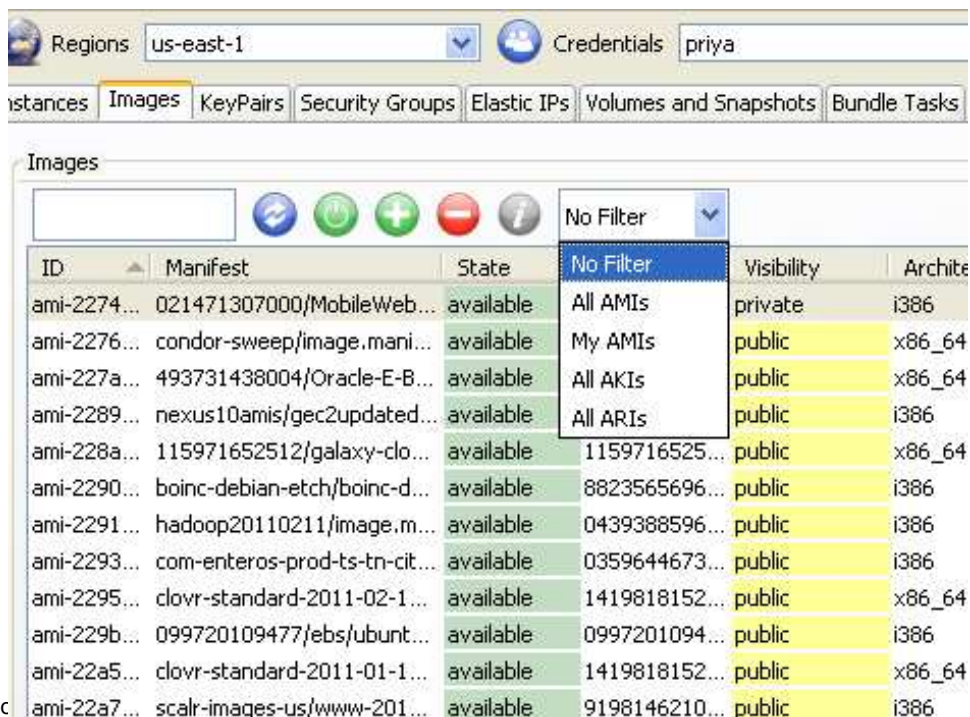 Regions us-east-1 Credentials priya
nstances Images KeyPairs Security Groups Elastic IPs Volumes and Snapshots Bundle Tasks
Images
No Filter
ID Manifest State No Filter Visibility Archite
ami-2274... 021471307000/MobileWeb... available All AMIs private i386
ami-2276... condor-sweep/image.mani... available My AMIs public x86_64
ami-227a... 493731438004/Oracle-E-B... available All AKIs public x86_64
ami-2289... nexus10amis/gec2updated... available All ARIs public i386
ami-228a... 115971652512/galaxy-clo... available 1159716525... public x86_64
ami-2290... boinc-debian-etch/boinc-d... available 8823565696... public i386
ami-2291... hadoop20110211/image.m... available 0439388596... public i386
ami-2293... com-enteros-prod-ts-tn-cit... available 0359644673... public i386
ami-2295... clovr-standard-2011-02-1... available 1419818152... public x86_64
ami-229b... 099720109477/ebs/ubunt... available 0997201094... public i386
ami-22a5... clovr-standard-2011-01-1... available 1419818152... public x86_64
ami-22a7... scalr-images-us/www-201... available 9198146210... public i386